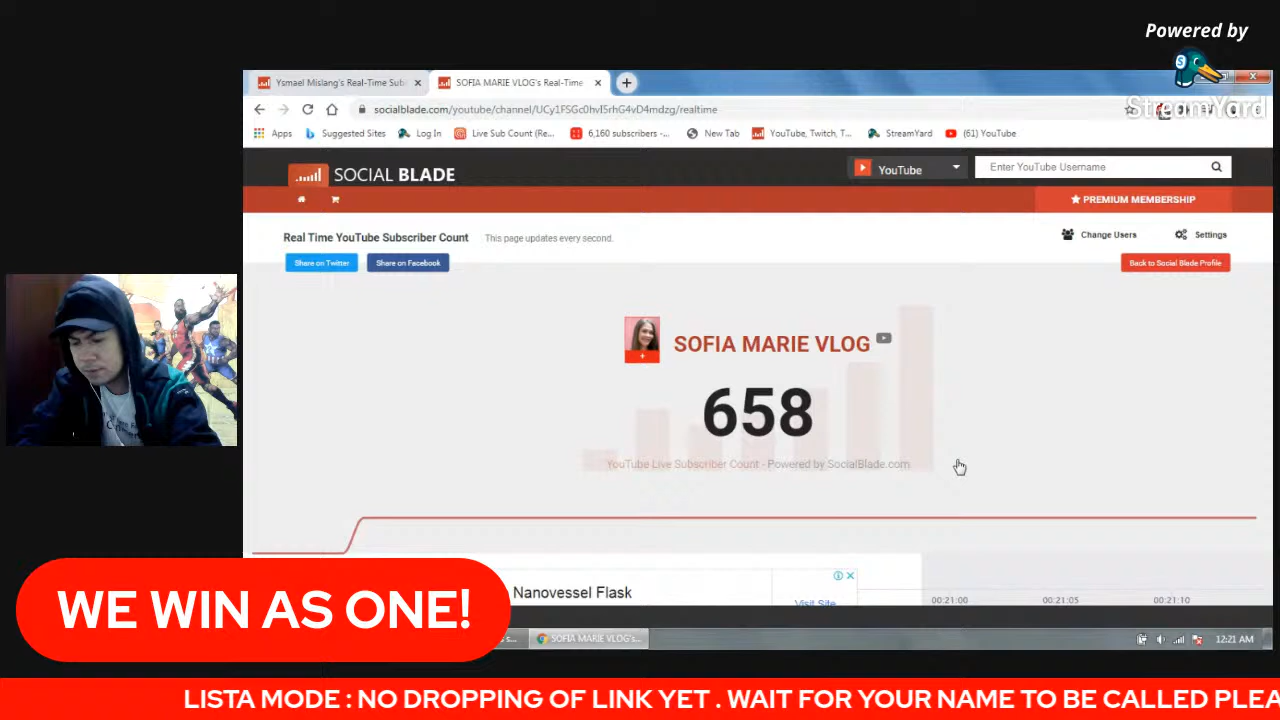 Powered by
StreamYard
Ysmael Mislang's Real-Time Sub
SOFIA MARIE VLOG's Real-Time
socialblade.com/youtube/channel/UCy1FSGc0hvI5rhG4vD4mdzg/realtime
Apps
Suggested Sites
Log In
Live Sub Count (Re...
6,160 subscribers -...
New Tab
YouTube, Twitch, T...
StreamYard
(61) YouTube
SOCIAL BLADE
YouTube
Enter YouTube Username
PREMIUM MEMBERSHIP
Real Time YouTube Subscriber Count
This page updates every second.
Change Users
Settings
Share on Twitter
Share on Facebook
Back to Social Blade Profile
SOFIA MARIE VLOG
658
YouTube Live Subscriber Count - Powered by SocialBlade.com
Nanovessel Flask
Visit Site
00:21:00
00:21:05
00:21:10
WE WIN AS ONE!
SOFIA MARIE VLOG's...
12:21 AM
LISTA MODE : NO DROPPING OF LINK YET . WAIT FOR YOUR NAME TO BE CALLED PLEA